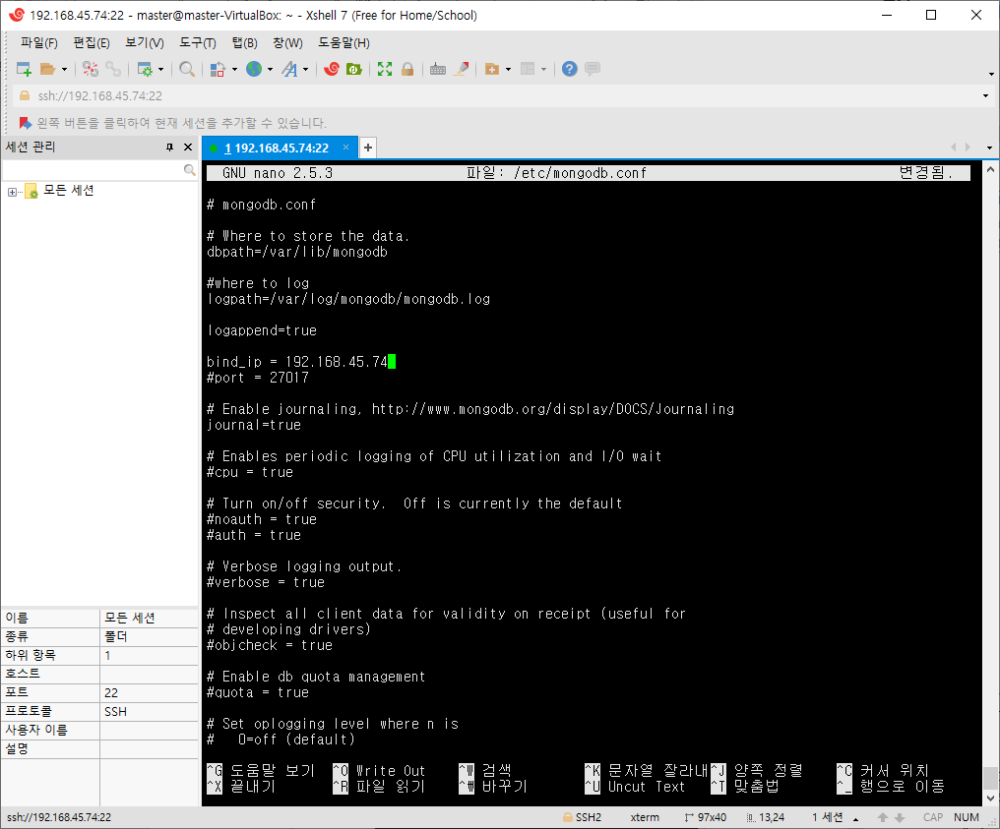 192.168.45.74:22 - master@master-VirtualBox: ~ - Xshell 7 (Free for Home/School)
파일(F) 편집(E) 보기(V) 도구(T) 탭(B) 창(W) 도움말(H)
ssh://192.168.45.74:22
왼쪽 버튼을 클릭하여 현재 세션을 추가할 수 있습니다.
세션 관리
모든 세션
이름 모든 세션
종류 폴더
하위 항목 1
호스트
포트 22
프로토콜 SSH
사용자 이름
설명
1 192.168.45.74:22
GNU nano 2.5.3 파일: /etc/mongodb.conf 변경됨.
# mongodb.conf
# Where to store the data.
dbpath=/var/lib/mongodb
#where to log
logpath=/var/log/mongodb/mongodb.log
logappend=true
bind_ip = 192.168.45.74
#port = 27017
# Enable journaling, http://www.mongodb.org/display/DOCS/Journaling
journal=true
# Enables periodic logging of CPU utilization and I/O wait
#cpu = true
# Turn on/off security.  Off is currently the default
#noauth = true
#auth = true
# Verbose logging output.
#verbose = true
# Inspect all client data for validity on receipt (useful for
# developing drivers)
#objcheck = true
# Enable db quota management
#quota = true
# Set oplogging level where n is
#   0=off (default)
^G 도움말 보기 ^O Write Out ^W 검색 ^K 문자열 잘라내 ^J 양쪽 정렬 ^C 커서 위치
^X 끝내기 ^R 파일 읽기 ^\ 바꾸기 ^U Uncut Text ^T 맞춤법 ^_ 행으로 이동
ssh://192.168.45.74:22 SSH2 xterm 97x40 13,24 1 세션 CAP NUM